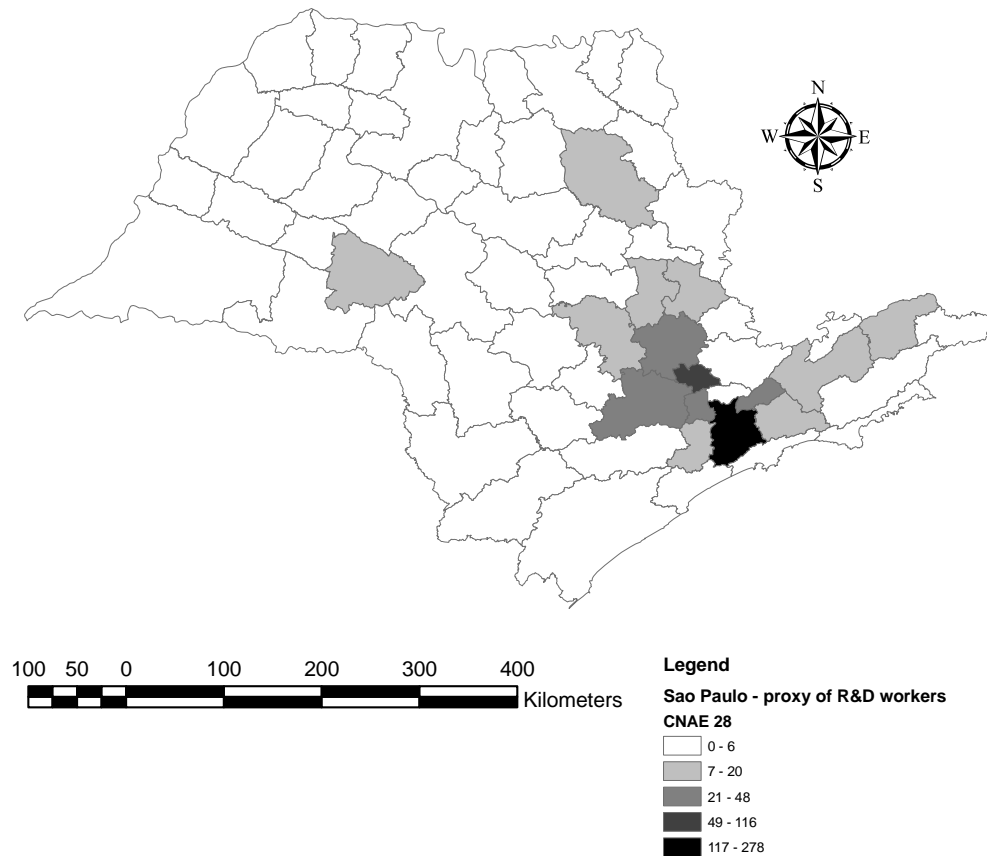 N
W E
S
100 50 0 100 200 300 400
Kilometers
Legend
Sao Paulo - proxy of R&D workers
CNAE 28
0 - 6
7 - 20
21 - 48
49 - 116
117 - 278